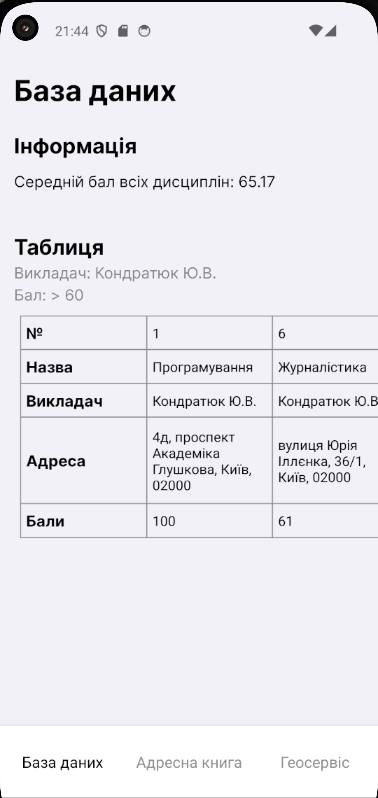 21:44
База даних
Інформація
Середній бал всіх дисциплін: 65.17
Таблиця
Викладач: Кондратюк Ю.В.
Бал: > 60
№ 1 6
Назва Програмування Журналістика
Викладач Кондратюк Ю.В. Кондратюк Ю.В
Адреса
4д, проспект
Академіка
Глушкова, Київ,
02000
вулиця Юрія
Іллєнка, 36/1,
Київ, 02000
Бали 100 61
База даних Адресна книга Геосервіс